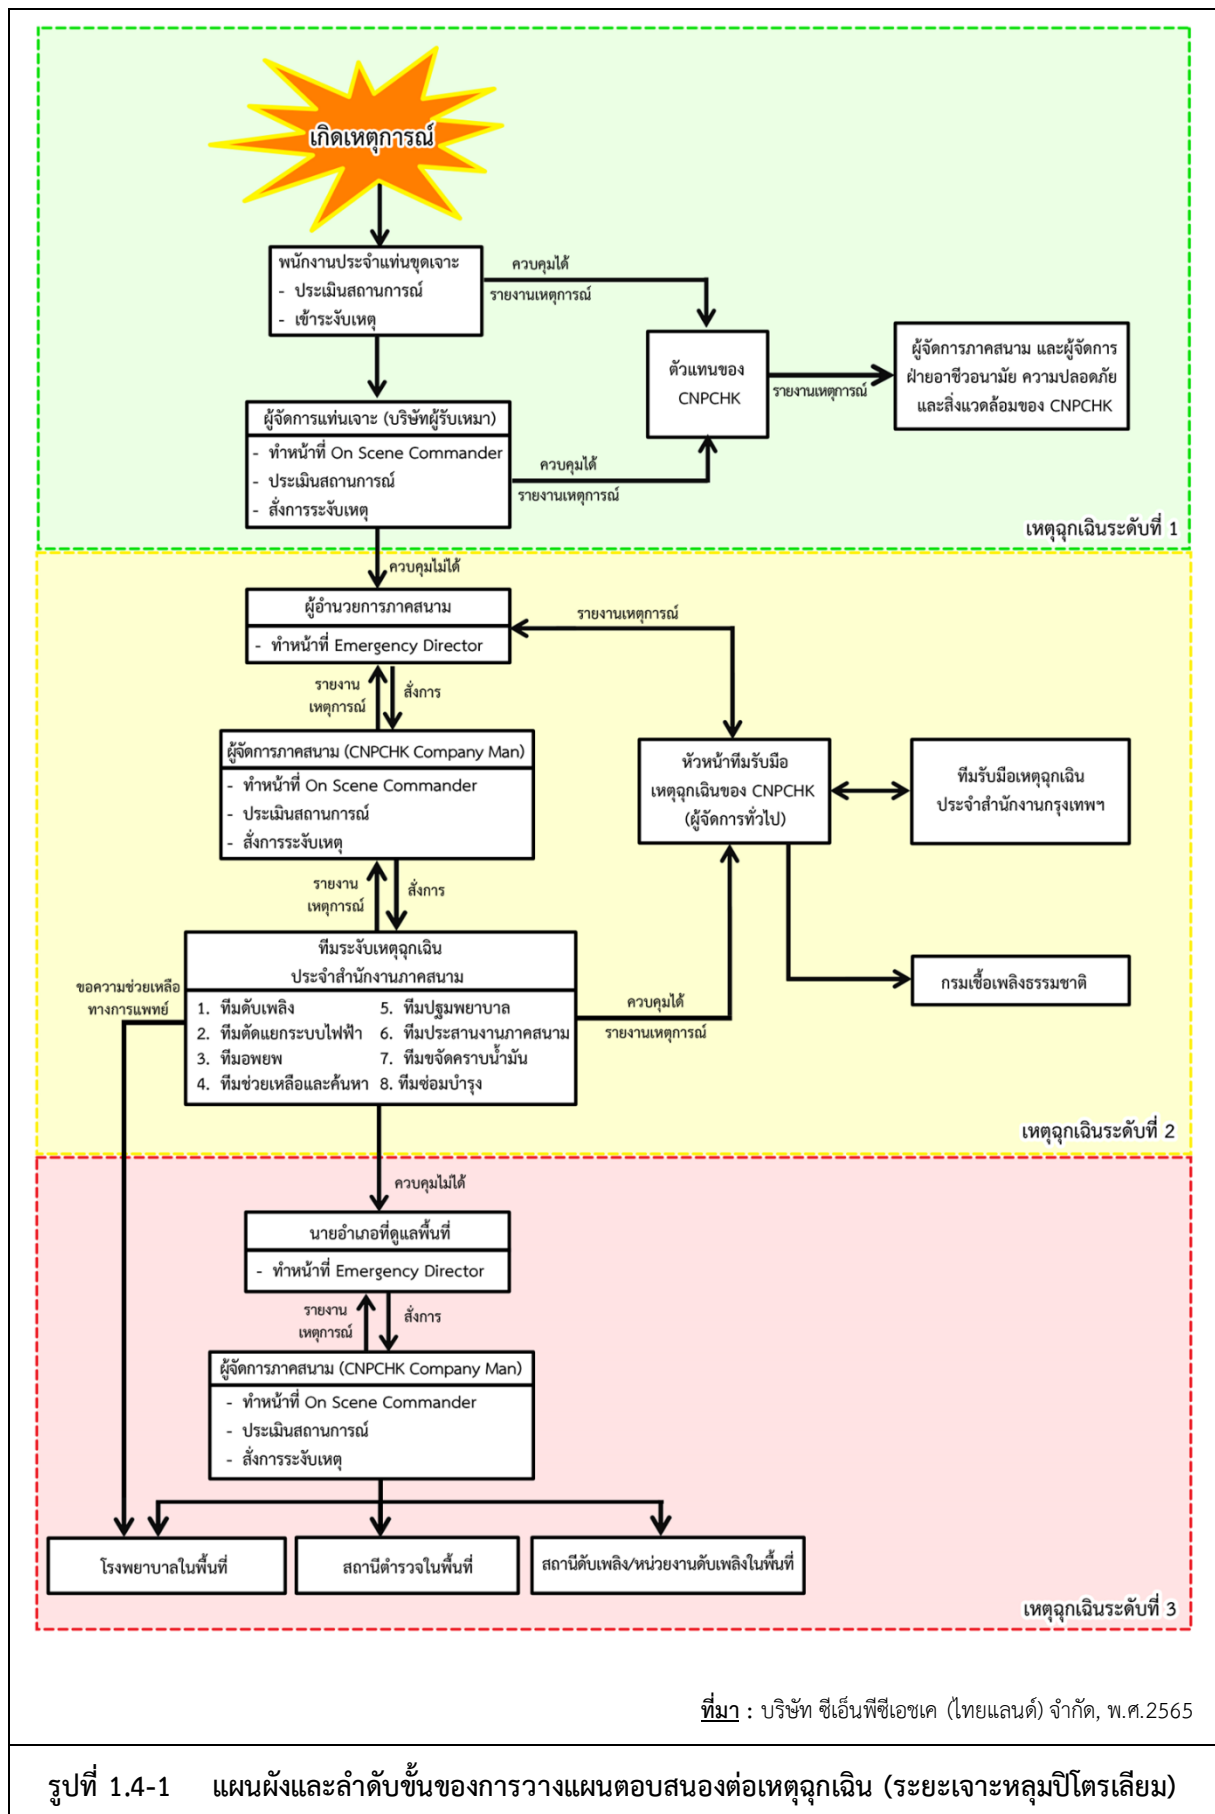 เกิดเหตุการณ์
พนักงานประจำแท่นขุดเจาะ
- ประเมินสถานการณ์
- เข้าระงับเหตุ
ควบคุมได้
รายงานเหตุการณ์
ตัวแทนของ
CNPCHK
รายงานเหตุการณ์
ผู้จัดการภาคสนาม และผู้จัดการ
ฝ่ายอาชีวอนามัย ความปลอดภัย
และสิ่งแวดล้อมของ CNPCHK
ผู้จัดการแท่นเจาะ (บริษัทผู้รับเหมา)
- ทำหน้าที่ On Scene Commander
- ประเมินสถานการณ์
- สั่งการระงับเหตุ
ควบคุมได้
รายงานเหตุการณ์
เหตุฉุกเฉินระดับที่ 1
ควบคุมไม่ได้
ผู้อำนวยการภาคสนาม
- ทำหน้าที่ Emergency Director
รายงานเหตุการณ์
รายงาน
เหตุการณ์
สั่งการ
ผู้จัดการภาคสนาม (CNPCHK Company Man)
- ทำหน้าที่ On Scene Commander
- ประเมินสถานการณ์
- สั่งการระงับเหตุ
หัวหน้าทีมรับมือ
เหตุฉุกเฉินของ CNPCHK
(ผู้จัดการทั่วไป)
ทีมรับมือเหตุฉุกเฉิน
ประจำสำนักงานกรุงเทพฯ
รายงาน
เหตุการณ์
สั่งการ
ทีมระงับเหตุฉุกเฉิน
ประจำสำนักงานภาคสนาม
1. ทีมดับเพลิง
2. ทีมตัดแยกระบบไฟฟ้า
3. ทีมอพยพ
4. ทีมช่วยเหลือและค้นหา
5. ทีมปฐมพยาบาล
6. ทีมประสานงานภาคสนาม
7. ทีมขจัดคราบน้ำมัน
8. ทีมซ่อมบำรุง
ขอความช่วยเหลือ
ทางการแพทย์
ควบคุมได้
รายงานเหตุการณ์
กรมเชื้อเพลิงธรรมชาติ
เหตุฉุกเฉินระดับที่ 2
ควบคุมไม่ได้
นายอำเภอที่ดูแลพื้นที่
- ทำหน้าที่ Emergency Director
รายงาน
เหตุการณ์
สั่งการ
ผู้จัดการภาคสนาม (CNPCHK Company Man)
- ทำหน้าที่ On Scene Commander
- ประเมินสถานการณ์
- สั่งการระงับเหตุ
โรงพยาบาลในพื้นที่
สถานีตำรวจในพื้นที่
สถานีดับเพลิง/หน่วยงานดับเพลิงในพื้นที่
เหตุฉุกเฉินระดับที่ 3
ที่มา : บริษัท ซีเอ็นพีซีเอชเค (ไทยแลนด์) จำกัด, พ.ศ.2565
รูปที่ 1.4-1 แผนผังและลำดับขั้นของการวางแผนตอบสนองต่อเหตุฉุกเฉิน (ระยะเจาะหลุมปิโตรเลียม)